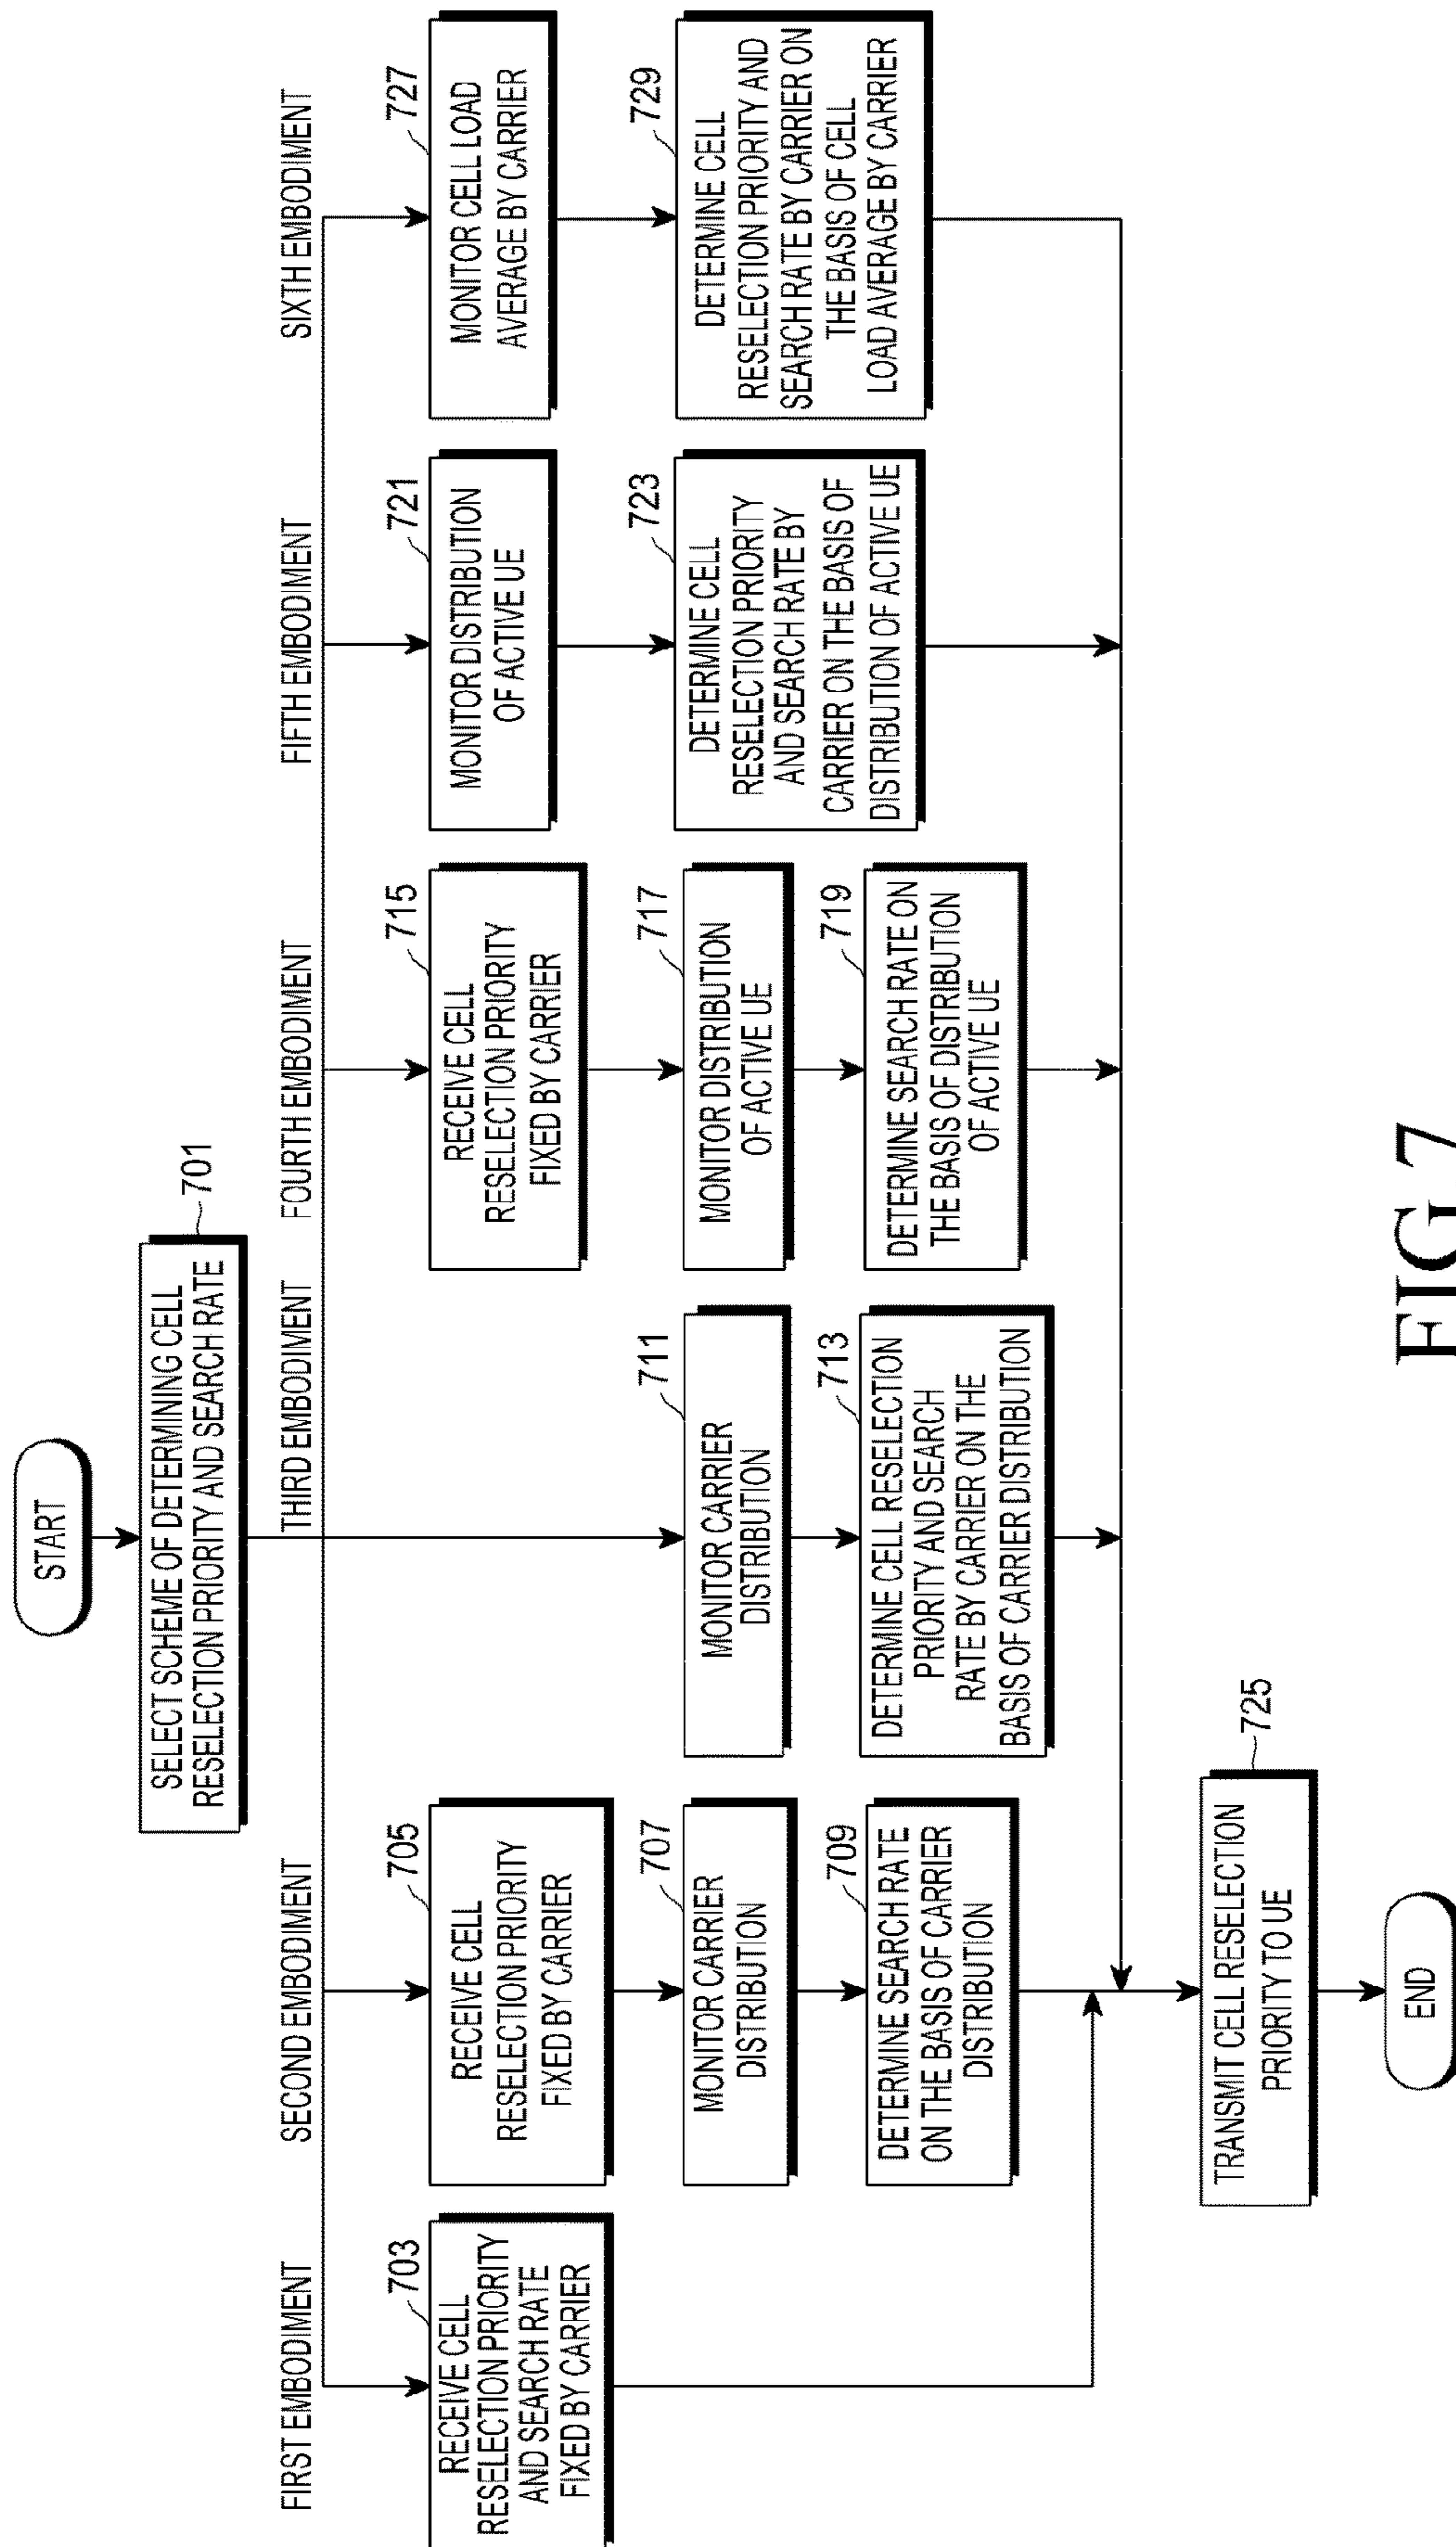 START
701
SELECT SCHEME OF DETERMINING CELL
RESELECTION PRIORITY AND SEARCH RATE
FIRST EMBODIMENT
SECOND EMBODIMENT
THIRD EMBODIMENT
FOURTH EMBODIMENT
FIFTH EMBODIMENT
SIXTH EMBODIMENT
703
RECEIVE CELL
RESELECTION PRIORITY
AND SEARCH RATE
FIXED BY CARRIER
705
RECEIVE CELL
RESELECTION PRIORITY
FIXED BY CARRIER
707
MONITOR CARRIER
DISTRIBUTION
709
DETERMINE SEARCH RATE
ON THE BASIS OF CARRIER
DISTRIBUTION
711
MONITOR CARRIER
DISTRIBUTION
713
DETERMINE CELL RESELECTION
PRIORITY AND SEARCH
RATE BY CARRIER ON THE
BASIS OF CARRIER DISTRIBUTION
715
RECEIVE CELL
RESELECTION PRIORITY
FIXED BY CARRIER
717
MONITOR DISTRIBUTION
OF ACTIVE UE
719
DETERMINE SEARCH RATE ON
THE BASIS OF DISTRIBUTION
OF ACTIVE UE
721
MONITOR DISTRIBUTION
OF ACTIVE UE
723
DETERMINE CELL
RESELECTION PRIORITY
AND SEARCH RATE BY
CARRIER ON THE BASIS OF
DISTRIBUTION OF ACTIVE UE
727
MONITOR CELL LOAD
AVERAGE BY CARRIER
729
DETERMINE CELL
RESELECTION PRIORITY AND
SEARCH RATE BY CARRIER ON
THE BASIS OF CELL
LOAD AVERAGE BY CARRIER
725
TRANSMIT CELL RESELECTION
PRIORITY TO UE
END
FIG.7